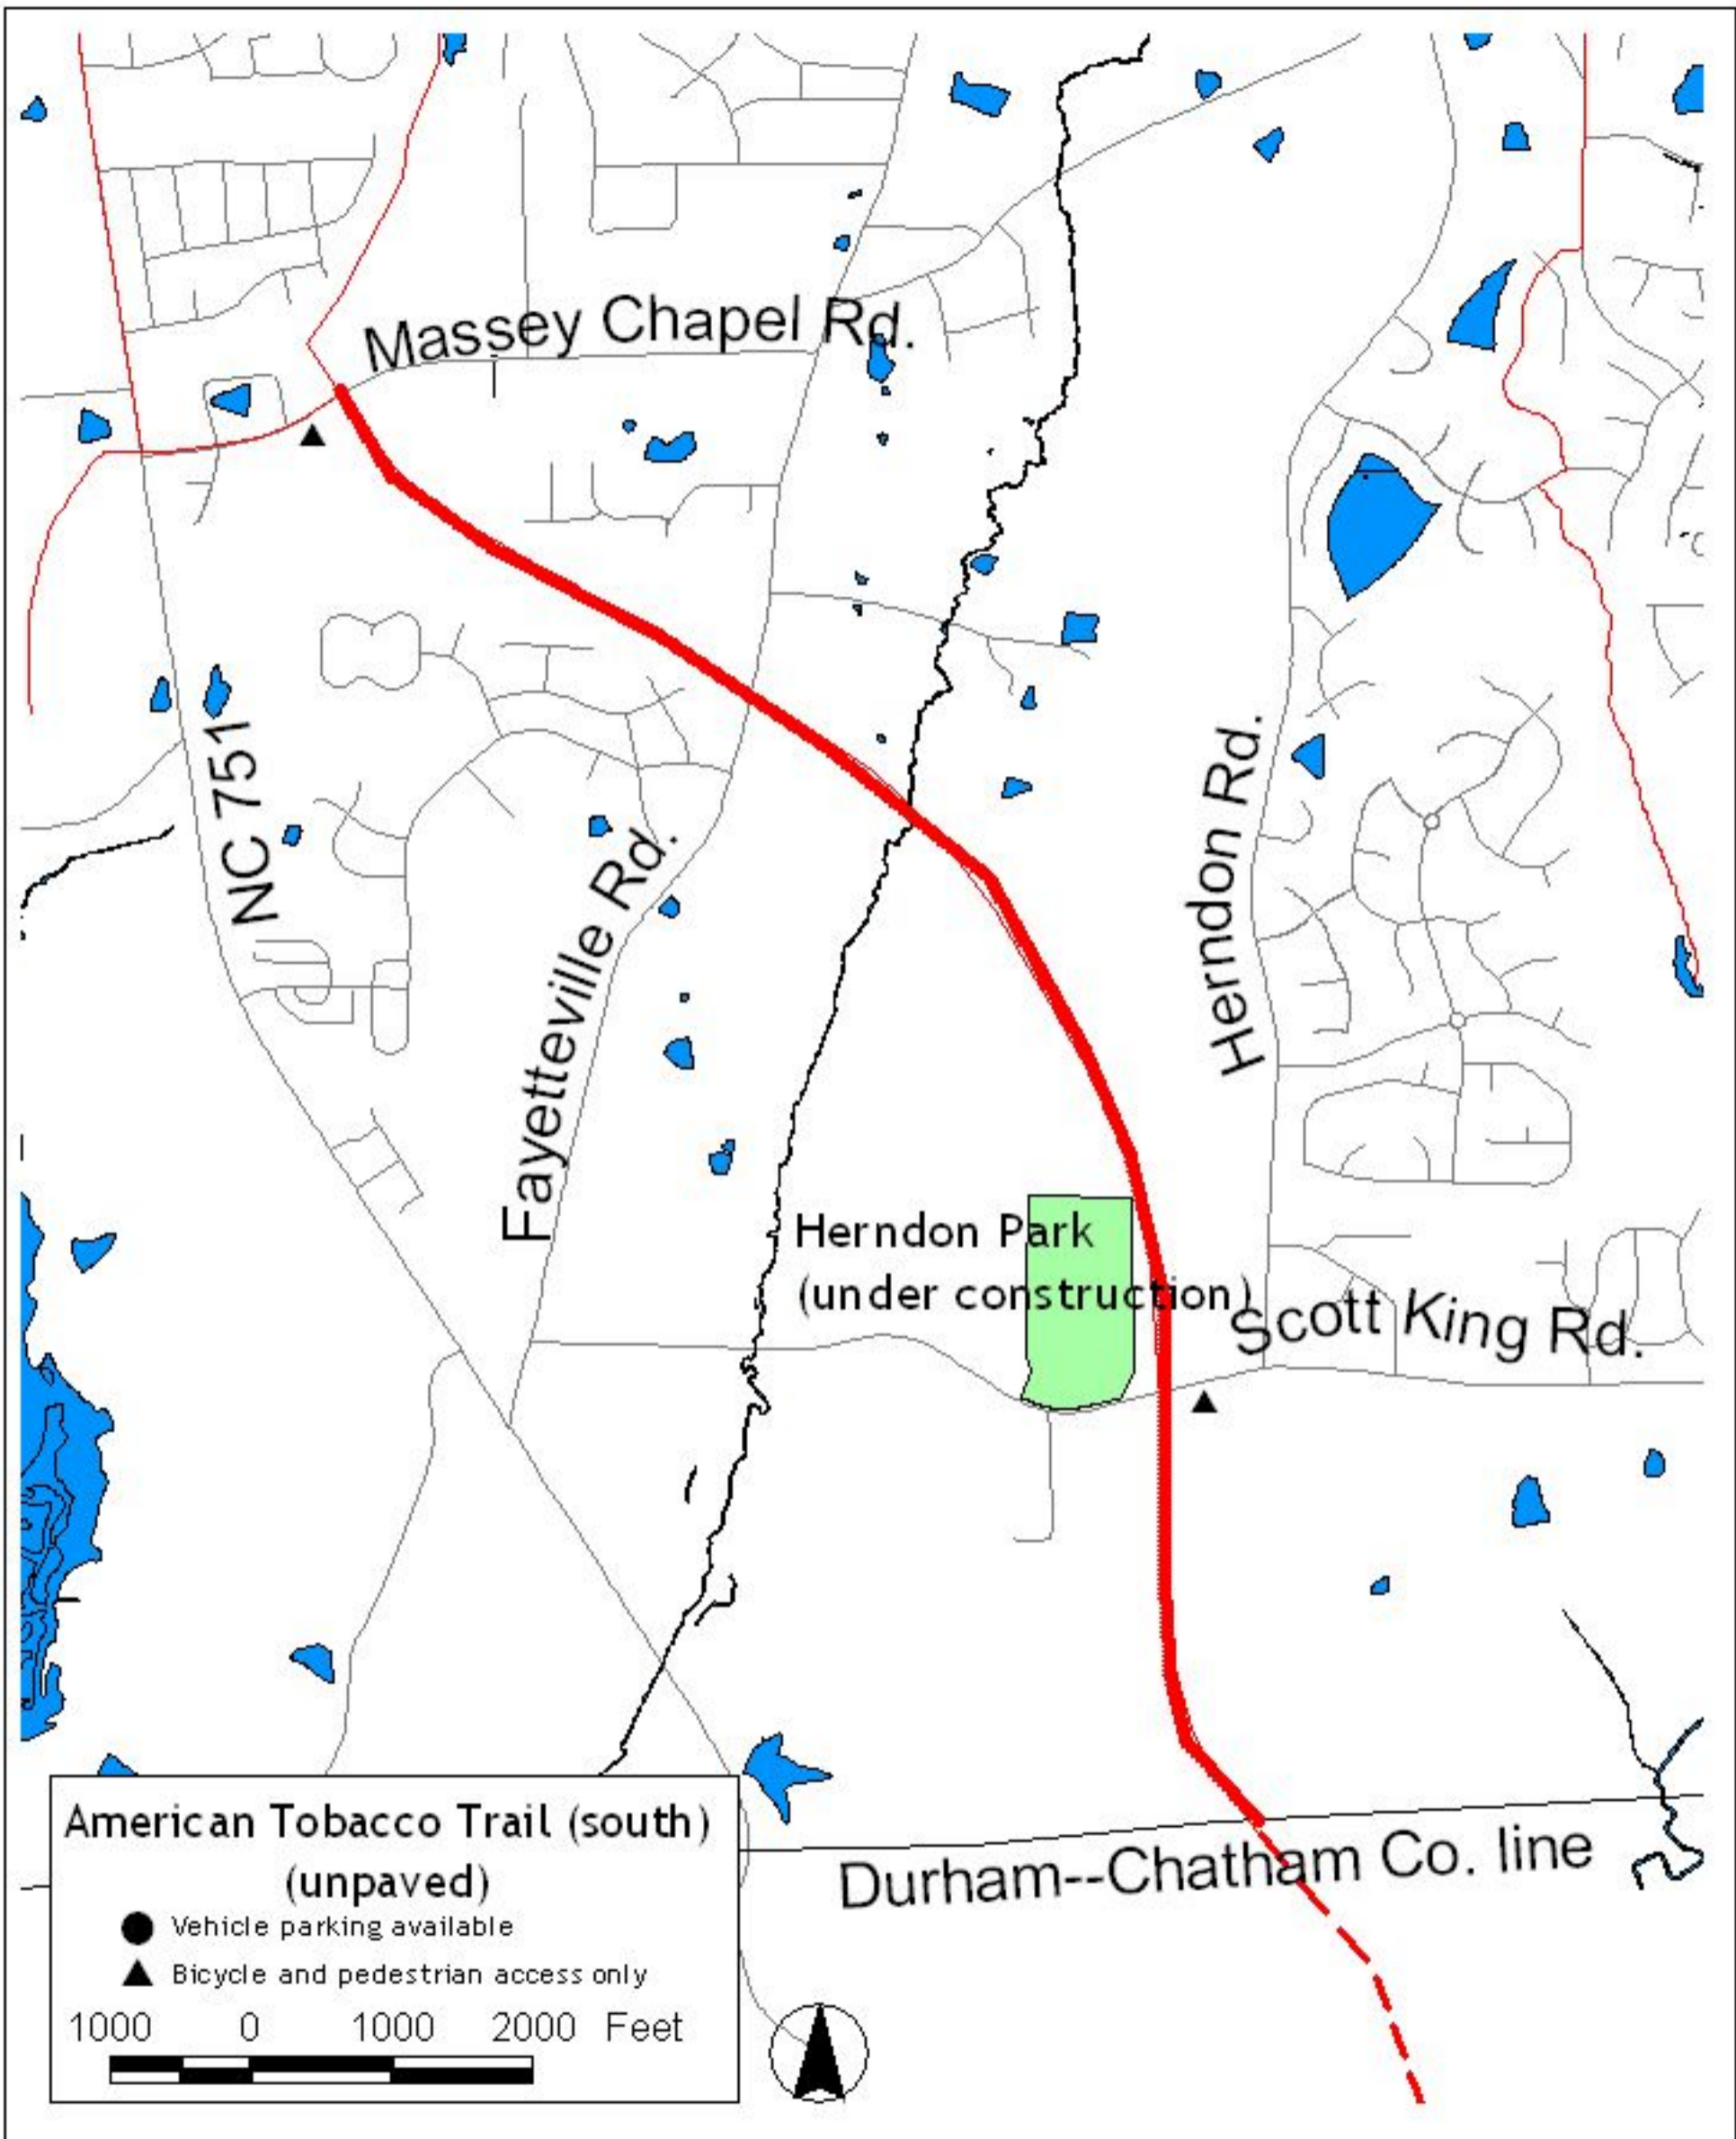 Massey Chapel Rd.
NC 751
Fayetteville Rd.
Herndon Rd.
Herndon Park
(under construction)
Scott King Rd.
Durham--Chatham Co. line
American Tobacco Trail (south)
(unpaved)
Vehicle parking available
Bicycle and pedestrian access only
1000 0 1000 2000 Feet